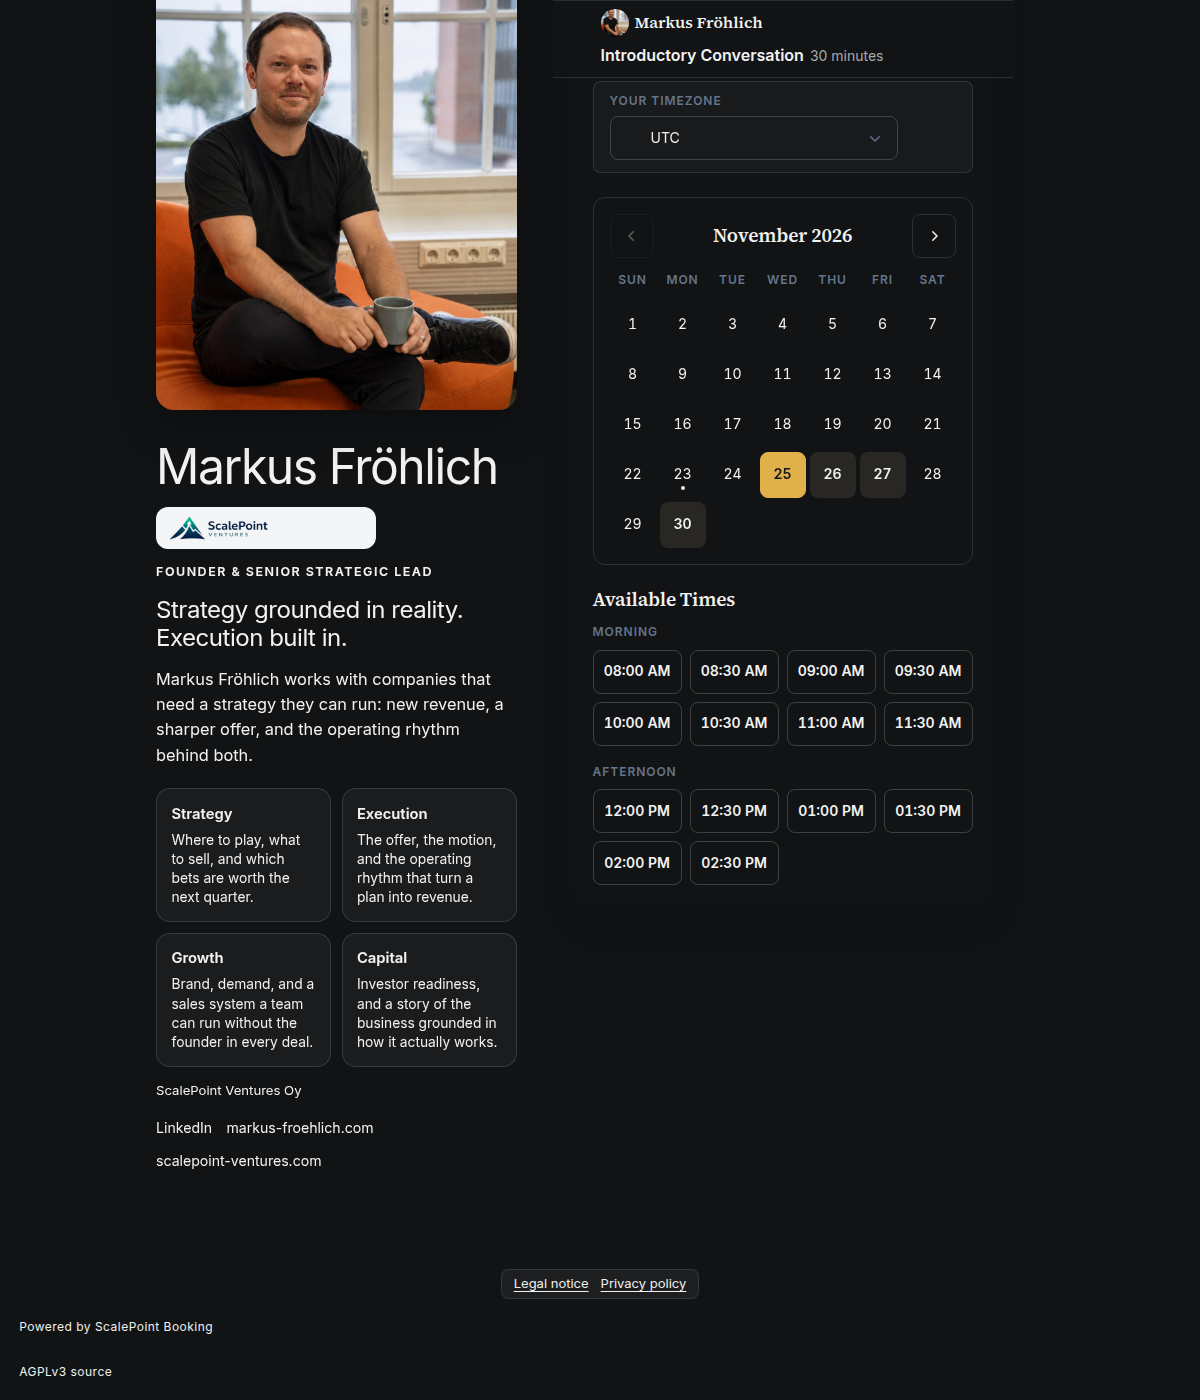 Markus Fröhlich
ScalePoint
VENTURES
FOUNDER & SENIOR STRATEGIC LEAD
Strategy grounded in reality.
Execution built in.
Markus Fröhlich works with companies that
need a strategy they can run: new revenue, a
sharper offer, and the operating rhythm
behind both.
Strategy
Where to play, what
to sell, and which
bets are worth the
next quarter.
Execution
The offer, the motion,
and the operating
rhythm that turn a
plan into revenue.
Growth
Brand, demand, and a
sales system a team
can run without the
founder in every deal.
Capital
Investor readiness,
and a story of the
business grounded in
how it actually works.
ScalePoint Ventures Oy
LinkedIn markus-froehlich.com
scalepoint-ventures.com
Markus Fröhlich
Introductory Conversation 30 minutes
YOUR TIMEZONE
UTC
November 2026
SUN MON TUE WED THU FRI SAT
1 2 3 4 5 6 7
8 9 10 11 12 13 14
15 16 17 18 19 20 21
22 23 24 25 26 27 28
29 30
Available Times
MORNING
08:00 AM 08:30 AM 09:00 AM 09:30 AM
10:00 AM 10:30 AM 11:00 AM 11:30 AM
AFTERNOON
12:00 PM 12:30 PM 01:00 PM 01:30 PM
02:00 PM 02:30 PM
Legal notice Privacy policy
Powered by ScalePoint Booking
AGPLv3 source